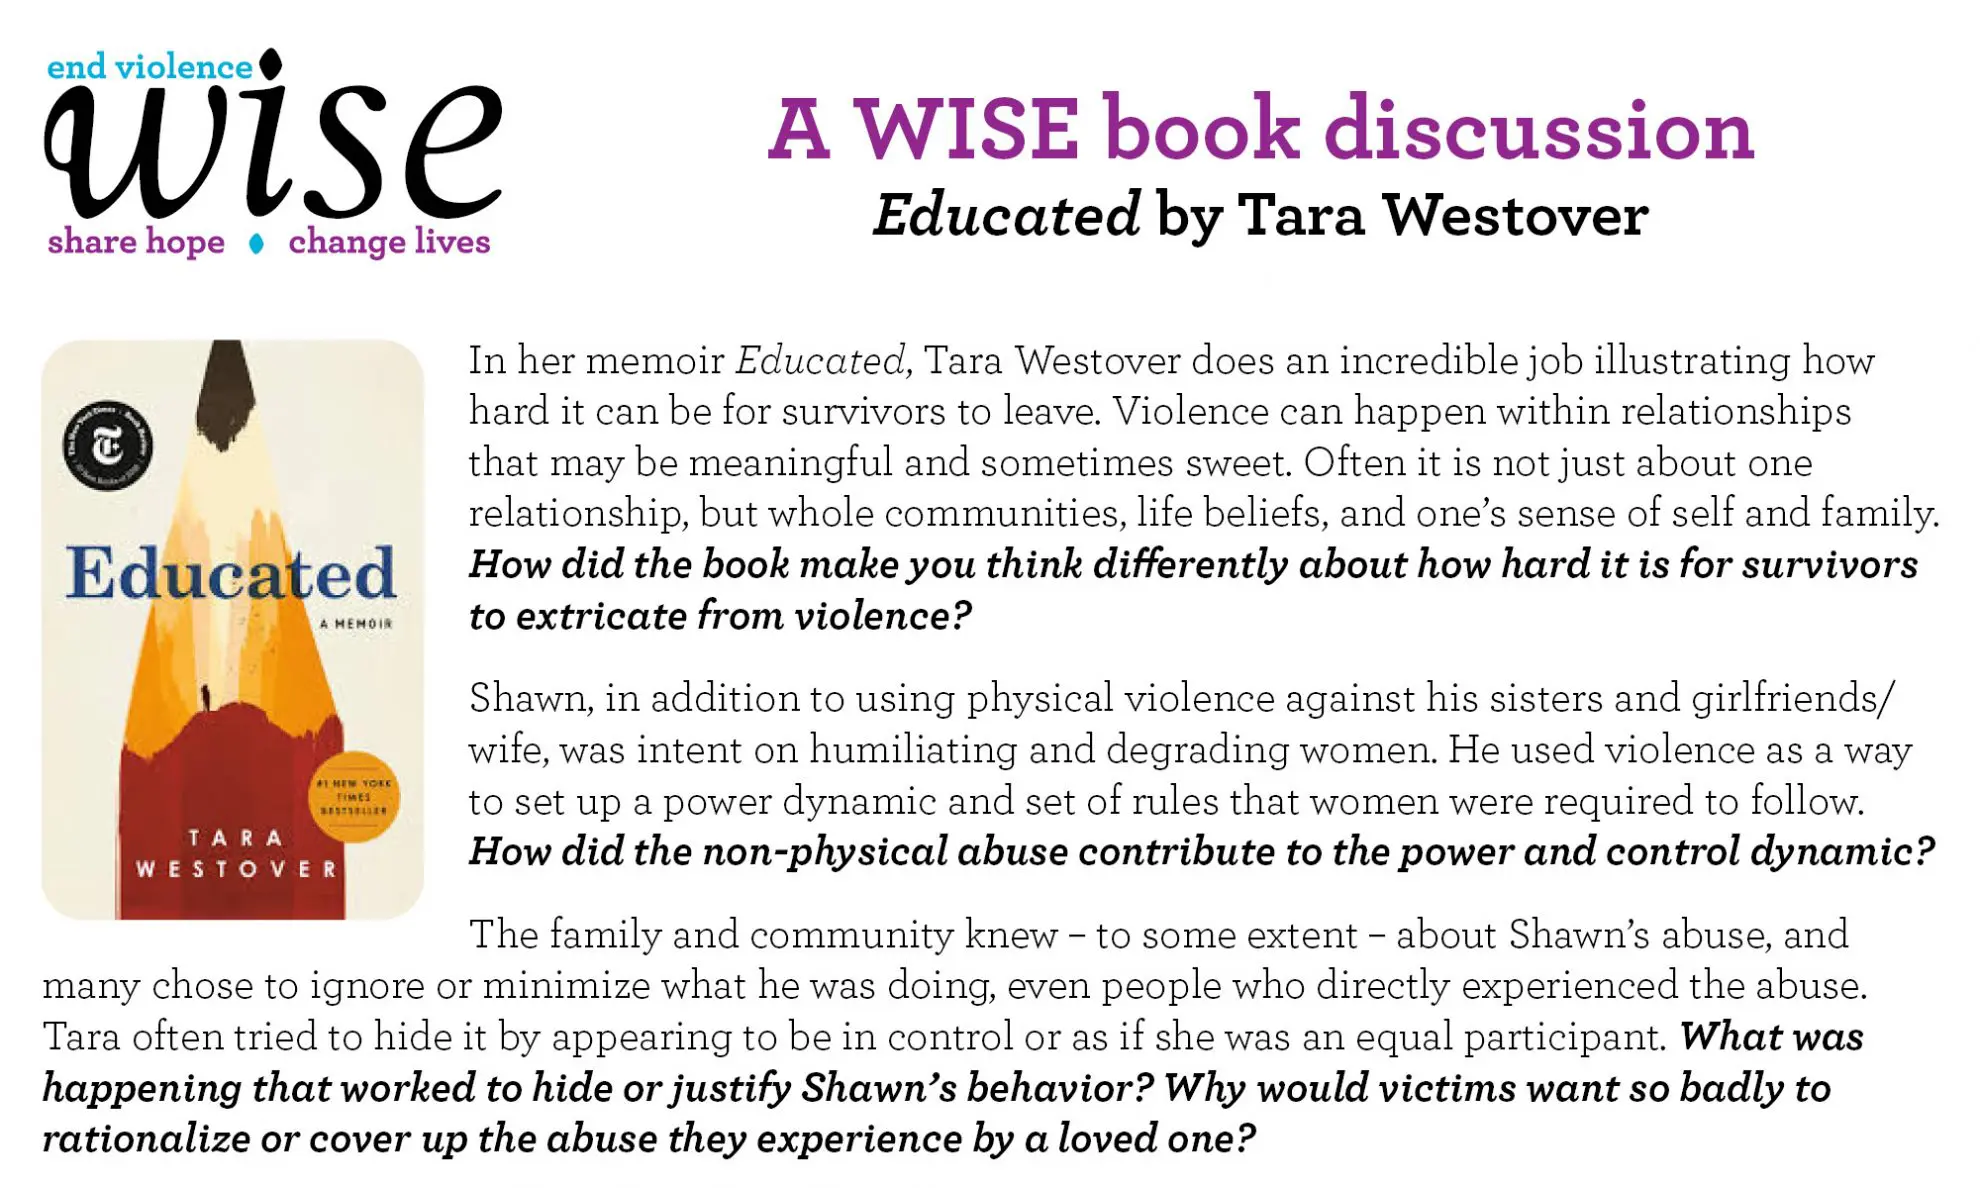 end violence
wise
share hope • change lives
A WISE book discussion
Educated by Tara Westover
In her memoir Educated, Tara Westover does an incredible job illustrating how
hard it can be for survivors to leave. Violence can happen within relationships
that may be meaningful and sometimes sweet. Often it is not just about one
relationship, but whole communities, life beliefs, and one’s sense of self and family.
How did the book make you think differently about how hard it is for survivors
to extricate from violence?
Shawn, in addition to using physical violence against his sisters and girlfriends/
wife, was intent on humiliating and degrading women. He used violence as a way
to set up a power dynamic and set of rules that women were required to follow.
How did the non-physical abuse contribute to the power and control dynamic?
The family and community knew – to some extent – about Shawn’s abuse, and
many chose to ignore or minimize what he was doing, even people who directly experienced the abuse.
Tara often tried to hide it by appearing to be in control or as if she was an equal participant. What was
happening that worked to hide or justify Shawn’s behavior? Why would victims want so badly to
rationalize or cover up the abuse they experience by a loved one?
The New York Times
T
Educated
A MEMOIR
#1 NEW YORK
TIMES
BESTSELLER
TARA
WESTOVER